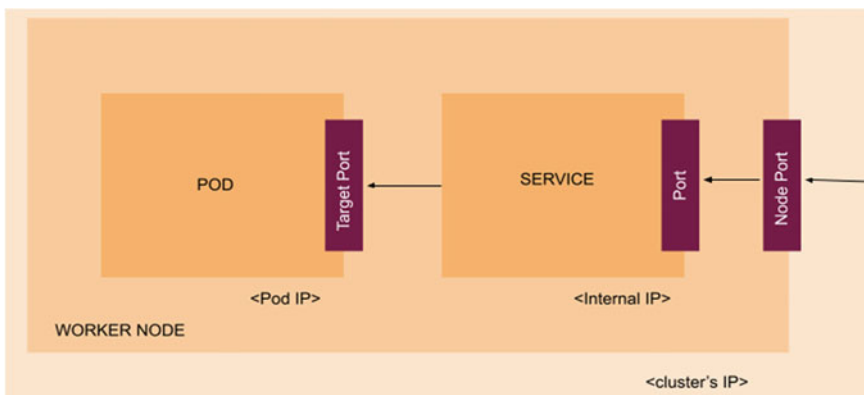 POD
Target Port
SERVICE
Port
Node Port
<Pod IP>
<Internal IP>
WORKER NODE
<cluster's IP>